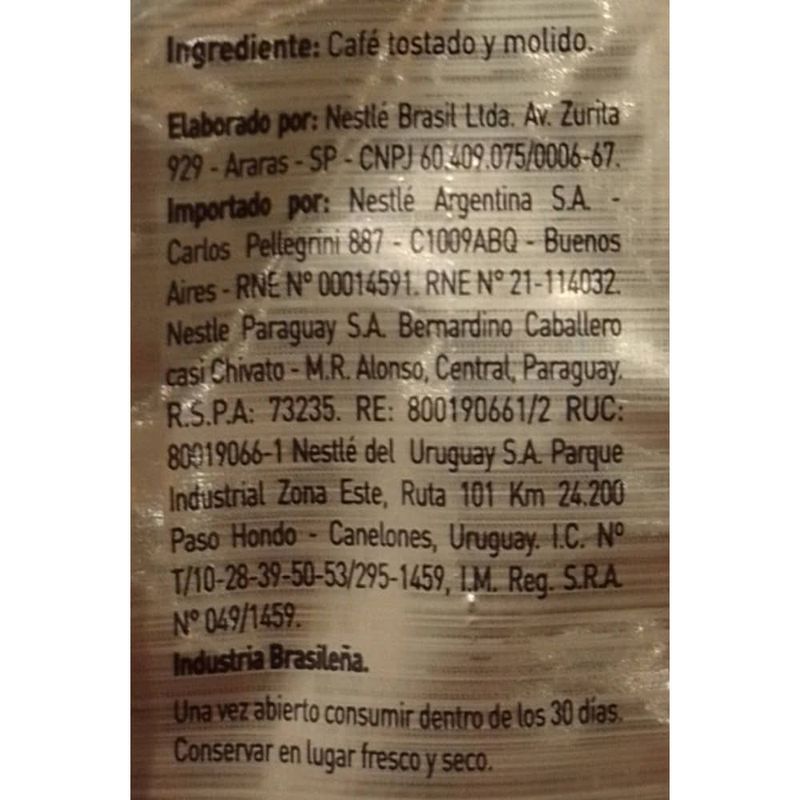 Ingrediente: Café tostado y molido.
Elaborado por: Nestlé Brasil Ltda. Av. Zurita
929 - Araras - SP - CNPJ 60.409.075/0006-67.
Importado por: Nestlé Argentina S.A. -
Carlos Pellegrini 887 - C1009ABQ - Buenos
Aires - RNE N° 00014591. RNE N° 21-114032.
Nestle Paraguay S.A. Bernardino Caballero
casi Chivato - M.R. Alonso, Central, Paraguay.
R.S.P.A: 73235. RE: 800190661/2 RUC:
80019066-1 Nestlé del Uruguay S.A. Parque
Industrial Zona Este, Ruta 101 Km 24.200
Paso Hondo - Canelones, Uruguay. I.C. N°
T/10-28-39-50-53/295-1459, I.M. Reg. S.R.A.
N° 049/1459.
Industria Brasileña.
Una vez abierto consumir dentro de los 30 días.
Conservar en lugar fresco y seco.